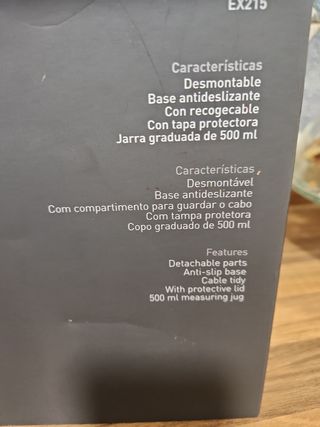 EX215
Características
Desmontable
Base antideslizante
Con recogecable
Con tapa protectora
Jarra graduada de 500 ml
Características
Desmontável
Base antideslizante
Com compartimento para guardar o cabo
Com tampa protetora
Copo graduado de 500 ml
Features
Detachable parts
Anti-slip base
Cable tidy
With protective lid
500 ml measuring jug